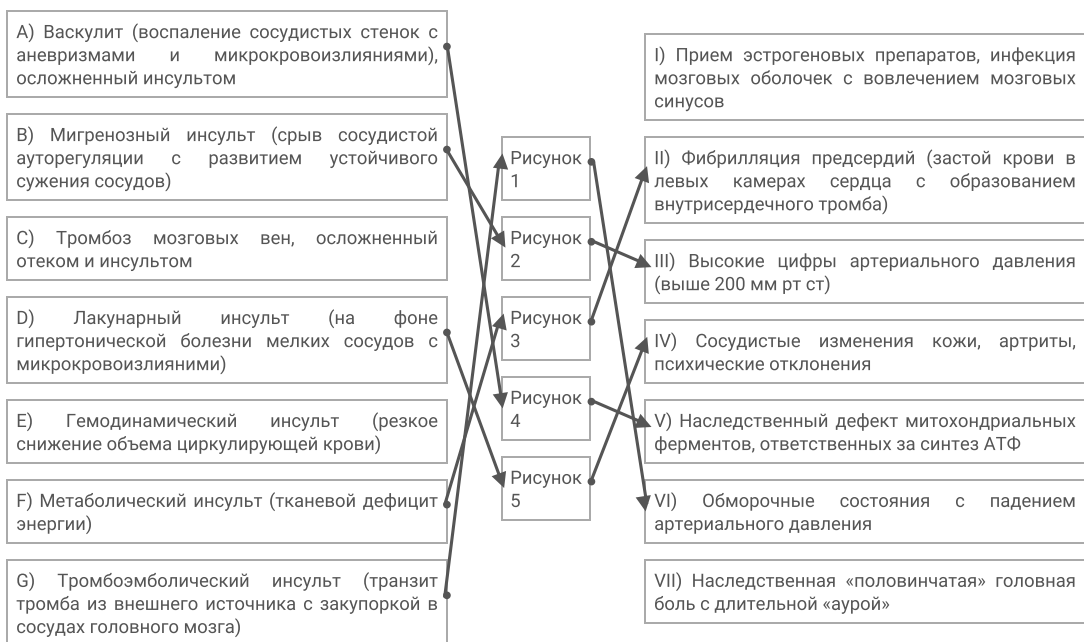 A) Васкулит (воспаление сосудистых стенок с
аневризмами и микрокровоизлияниями),
осложненный инсультом
B) Мигренозный инсульт (срыв сосудистой
ауторегуляции с развитием устойчивого
сужения сосудов)
C) Тромбоз мозговых вен, осложненный
отеком и инсультом
D) Лакунарный инсульт (на фоне
гипертонической болезни мелких сосудов с
микрокровоизлияними)
E) Гемодинамический инсульт (резкое
снижение объема циркулирующей крови)
F) Метаболический инсульт (тканевой дефицит
энергии)
G) Тромбоэмболический инсульт (транзит
тромба из внешнего источника с закупоркой в
сосудах головного мозга)
Рисунок
1
Рисунок
2
Рисунок
3
Рисунок
4
Рисунок
5
I) Прием эстрогеновых препаратов, инфекция
мозговых оболочек с вовлечением мозговых
синусов
II) Фибрилляция предсердий (застой крови в
левых камерах сердца с образованием
внутрисердечного тромба)
III) Высокие цифры артериального давления
(выше 200 мм рт ст)
IV) Сосудистые изменения кожи, артриты,
психические отклонения
V) Наследственный дефект митохондриальных
ферментов, ответственных за синтез АТФ
VI) Обморочные состояния с падением
артериального давления
VII) Наследственная «половинчатая» головная
боль с длительной «аурой»